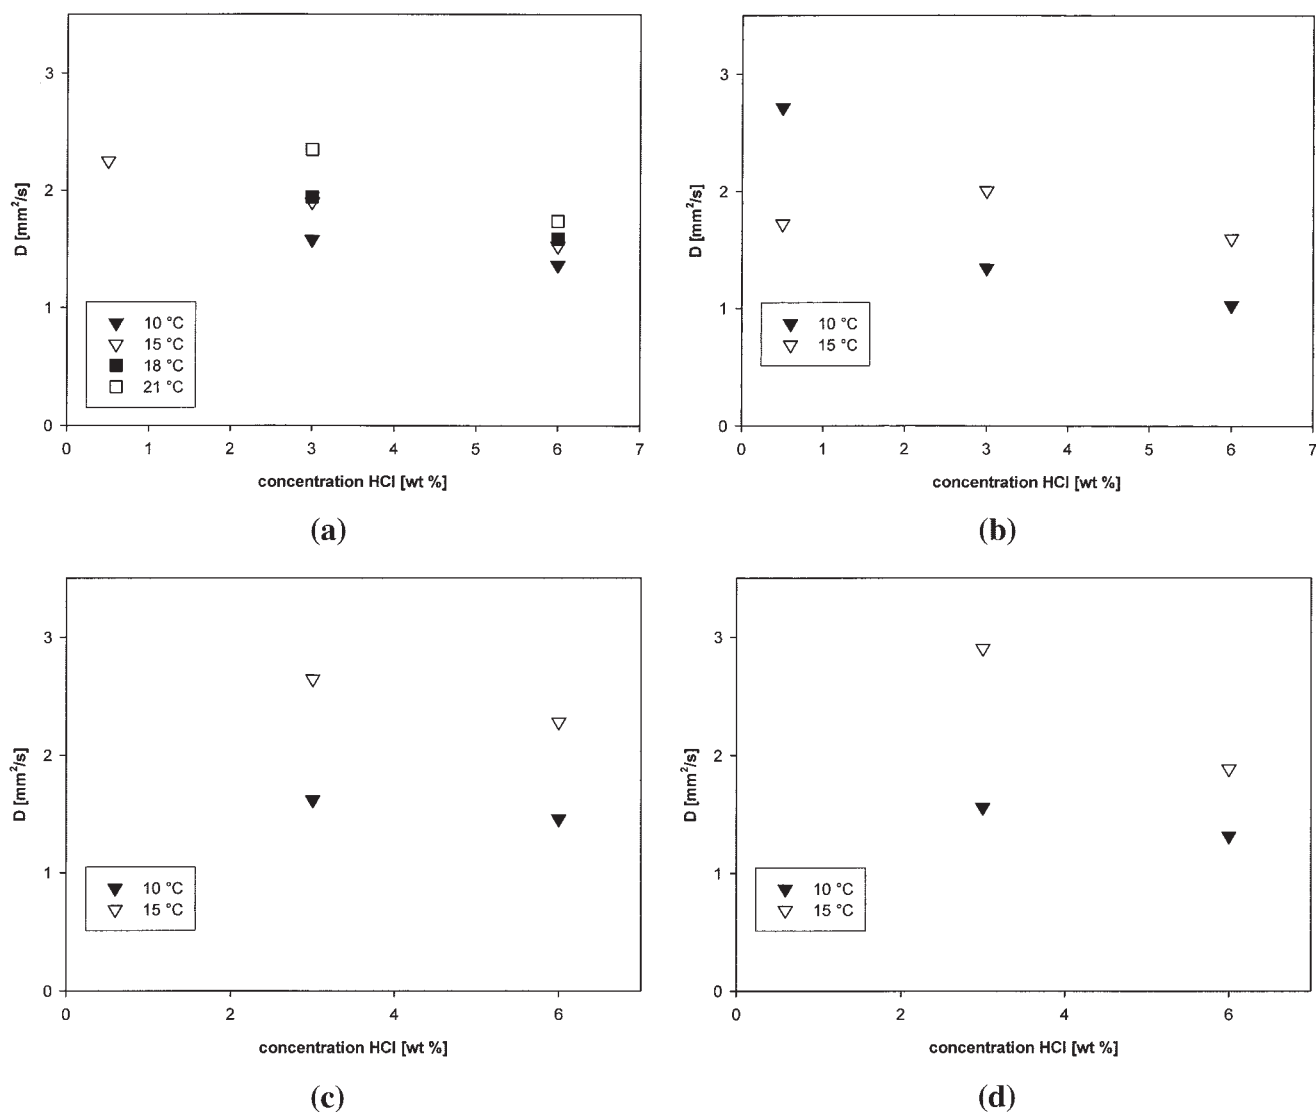 3
2
1
0
D [mm²/s]
10 °C
15 °C
18 °C
21 °C
0 1 2 3 4 5 6 7
concentration HCl [wt %]
(a)
3
2
1
0
D [mm²/s]
10 °C
15 °C
0 1 2 3 4 5 6 7
concentration HCl [wt %]
(b)
3
2
1
0
D [mm²/s]
10 °C
15 °C
0 2 4 6
concentration HCl [wt %]
(c)
3
2
1
0
D [mm²/s]
10 °C
15 °C
0 2 4 6
concentration HCl [wt %]
(d)